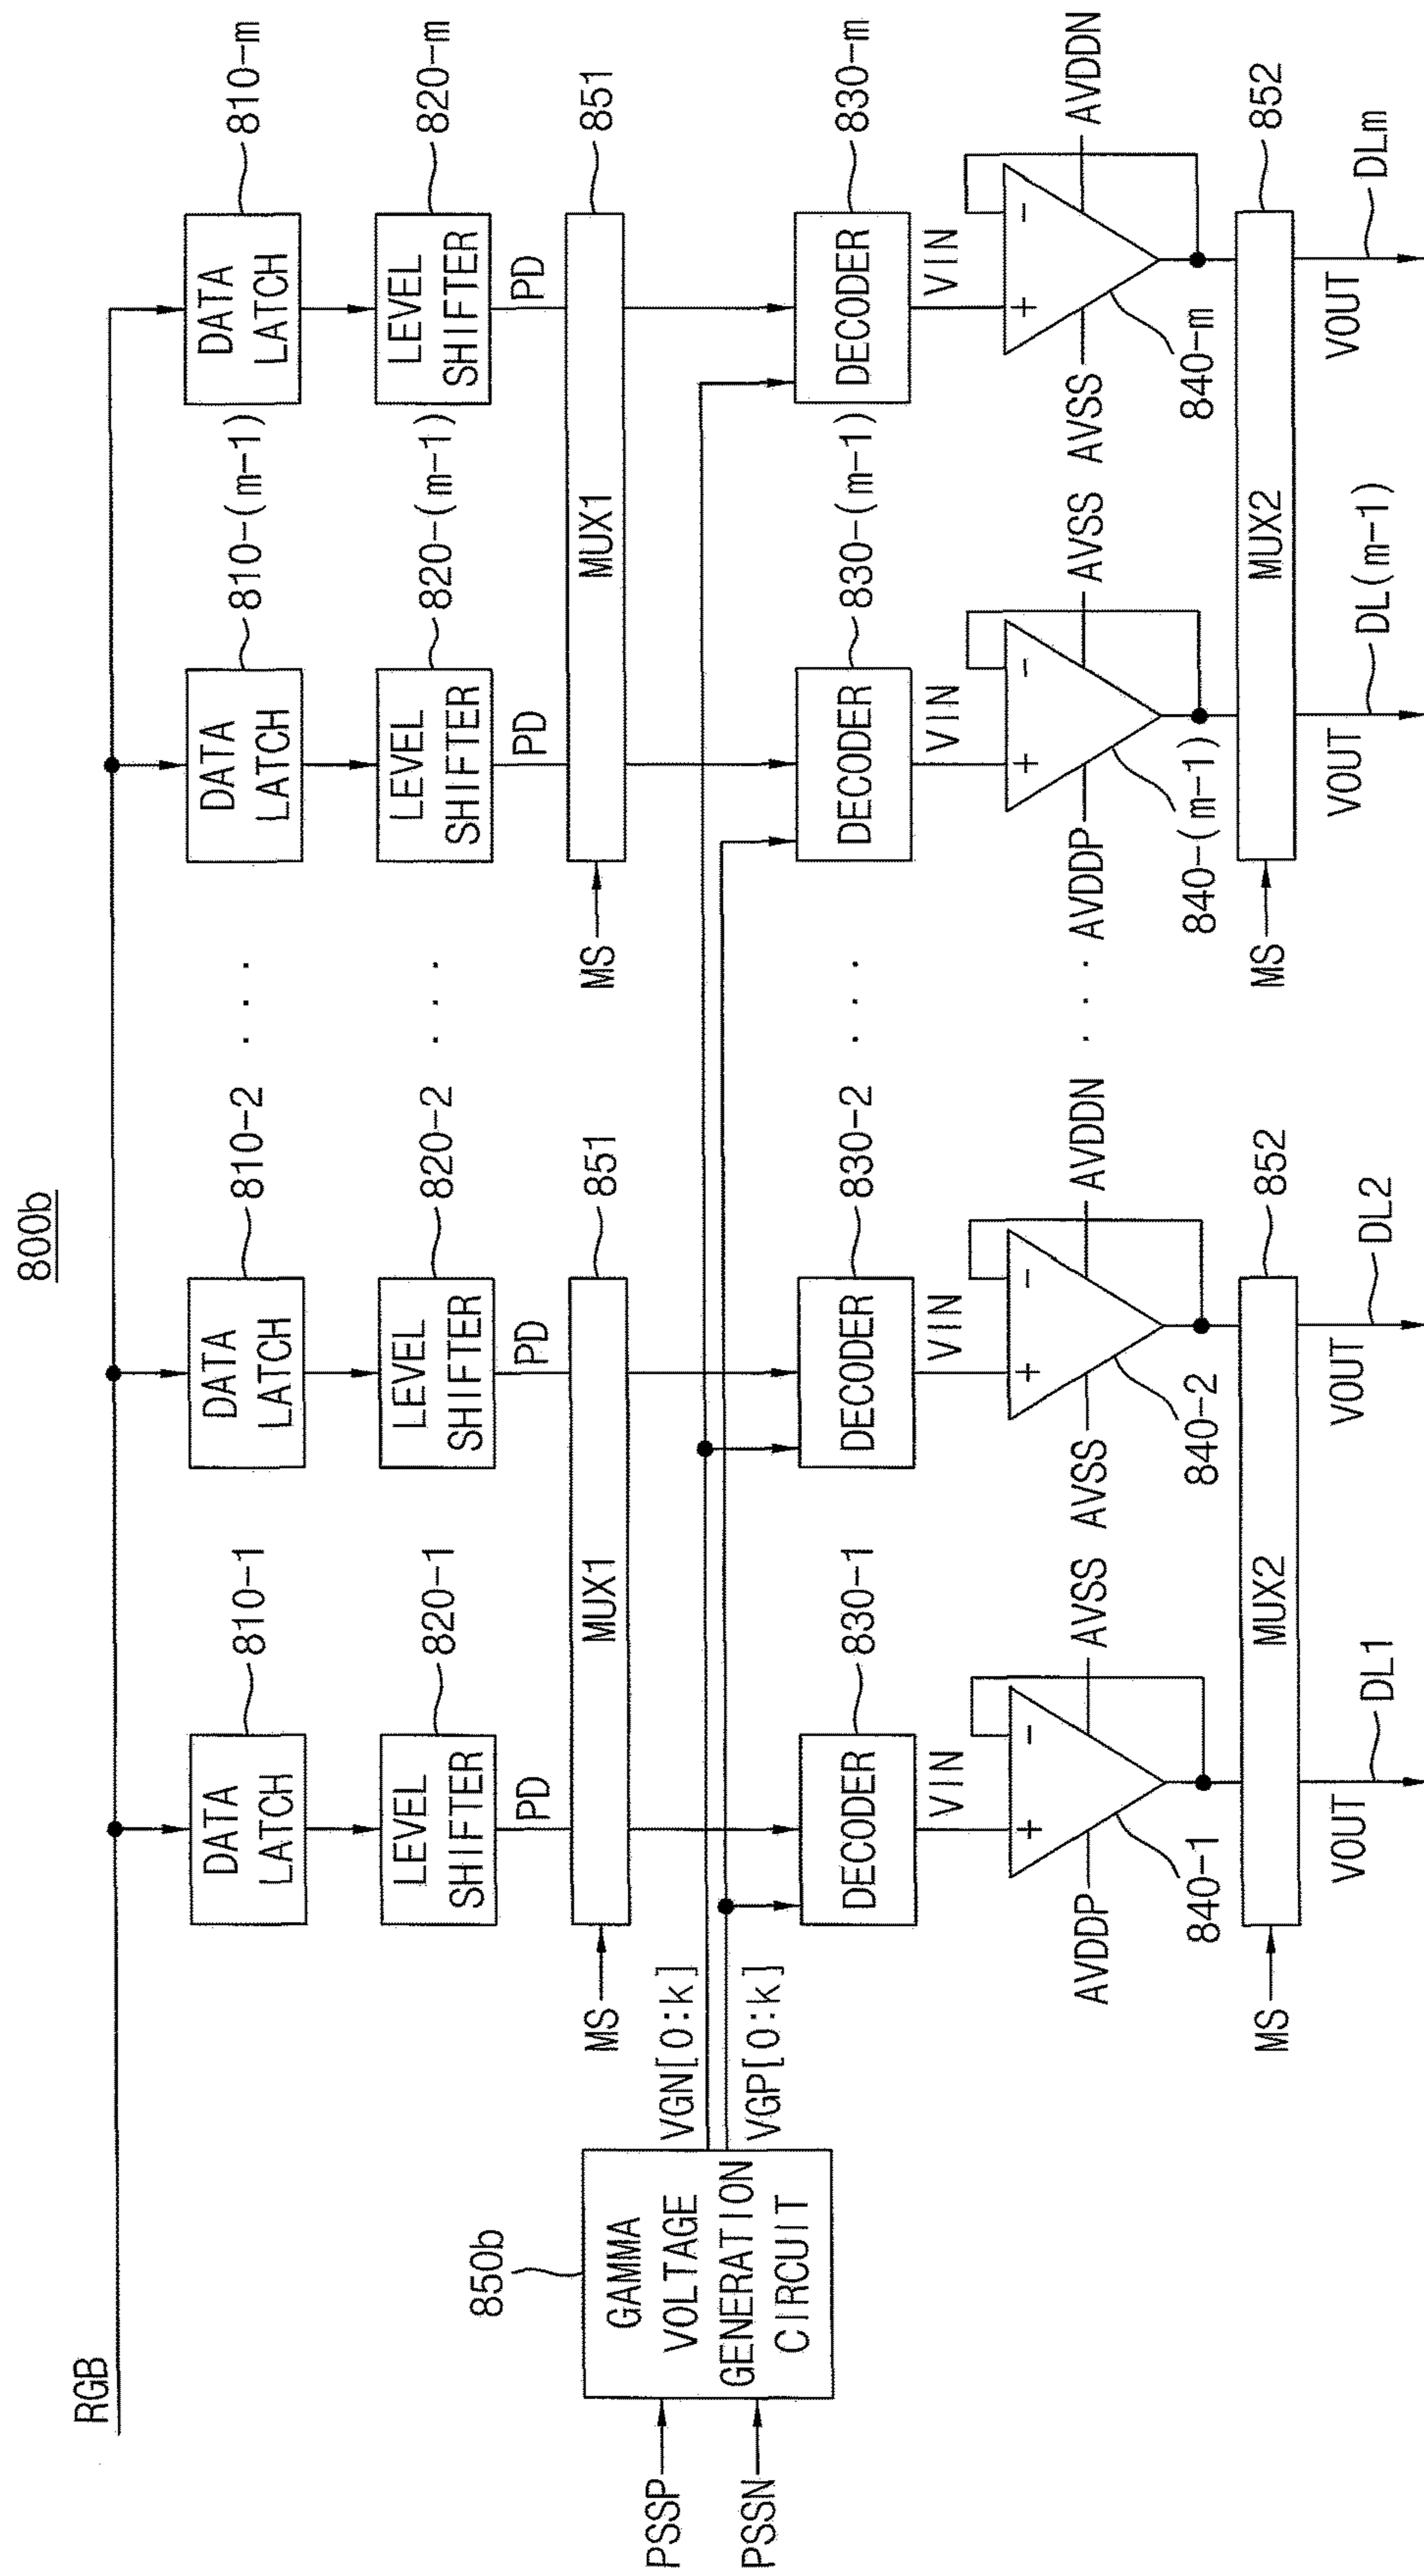 800b
RGB
810-1
810-2
810-(m-1)
810-m
DATA
LATCH
DATA
LATCH
. . .
DATA
LATCH
DATA
LATCH
820-1
820-2
820-(m-1)
820-m
LEVEL
SHIFTER
LEVEL
SHIFTER
. . .
LEVEL
SHIFTER
LEVEL
SHIFTER
PD
PD
PD
PD
851
851
MS
MUX1
MS
MUX1
850b
PSSP
PSSN
GAMMA
VOLTAGE
GENERATION
CIRCUIT
VGN[0:k]
VGP[0:k]
830-1
830-2
830-(m-1)
830-m
DECODER
DECODER
. . .
DECODER
DECODER
VIN
VIN
VIN
VIN
+ -
+ -
+ -
+ -
AVDDP
AVSS
AVSS
AVDDN
. . .
AVDDP
AVSS
AVSS
AVDDN
840-1
840-2
840-(m-1)
840-m
852
852
MS
MUX2
MS
MUX2
VOUT
DL1
VOUT
DL2
VOUT
DL(m-1)
VOUT
DLm